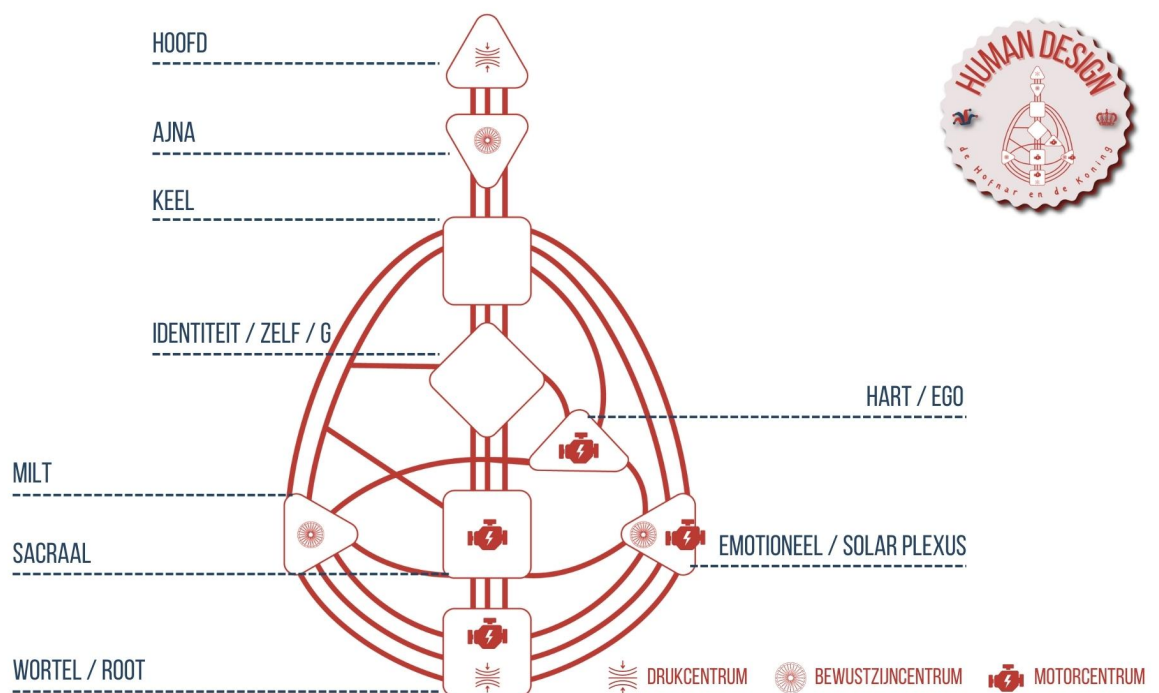 HOOFD
AJNA
KEEL
IDENTITEIT / ZELF / G
HART / EGO
MILT
SACRAAL
EMOTIONEEL / SOLAR PLEXUS
WORTEL / ROOT
DRUKCENTRUM
BEWUSTZIJNCENTRUM
MOTORCENTRUM
HUMAN DESIGN
de Hofnar en de Koning